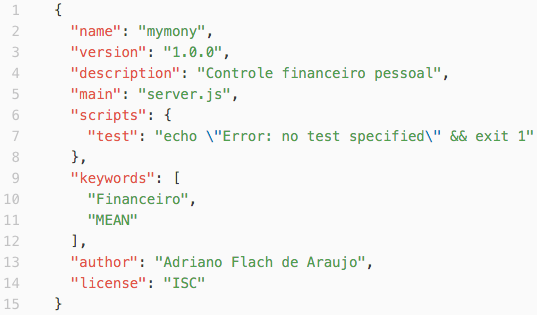 1 {
2 "name": "mymony",
3 "version": "1.0.0",
4 "description": "Controle financeiro pessoal",
5 "main": "server.js",
6 "scripts": {
7 "test": "echo \"Error: no test specified\" && exit 1"
8 },
9 "keywords": [
10 "Financeiro",
11 "MEAN"
12 ],
13 "author": "Adriano Flach de Araujo",
14 "license": "ISC"
15 }